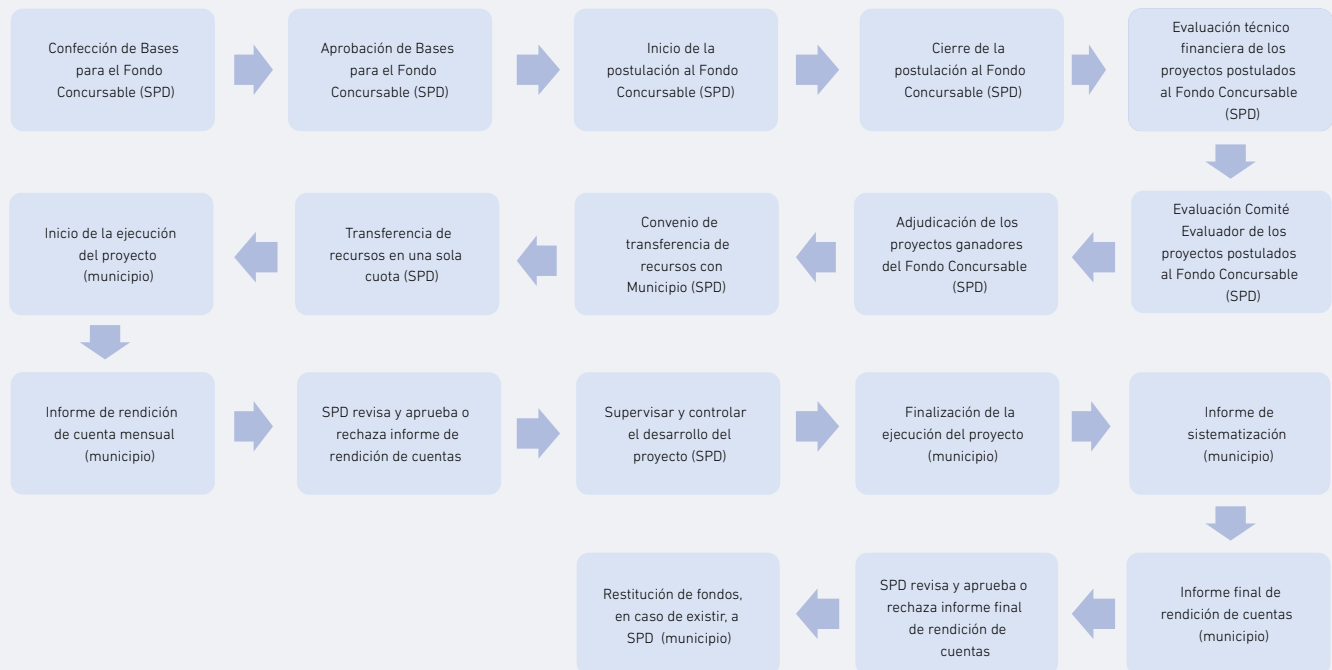 Confección de Bases
para el Fondo
Concursable (SPD)
Aprobación de Bases
para el Fondo
Concursable (SPD)
Inicio de la
postulación al Fondo
Concursable (SPD)
Cierre de la
postulación al Fondo
Concursable (SPD)
Evaluación técnico
financiera de los
proyectos postulados
al Fondo Concursable
(SPD)
Evaluación Comité
Evaluador de los
proyectos postulados
al Fondo Concursable
(SPD)
Adjudicación de los
proyectos ganadores
del Fondo Concursable
(SPD)
Convenio de
transferencia de
recursos con
Municipio (SPD)
Transferencia de
recursos en una sola
cuota (SPD)
Inicio de la ejecución
del proyecto
(municipio)
Informe de rendición
de cuenta mensual
(municipio)
SPD revisa y aprueba o
rechaza informe de
rendición de cuentas
Supervisar y controlar
el desarrollo del
proyecto (SPD)
Finalización de la
ejecución del proyecto
(municipio)
Informe de
sistematización
(municipio)
Informe final de
rendición de cuentas
(municipio)
SPD revisa y aprueba o
rechaza informe final
de rendición de
cuentas
Restitución de fondos,
en caso de existir, a
SPD (municipio)